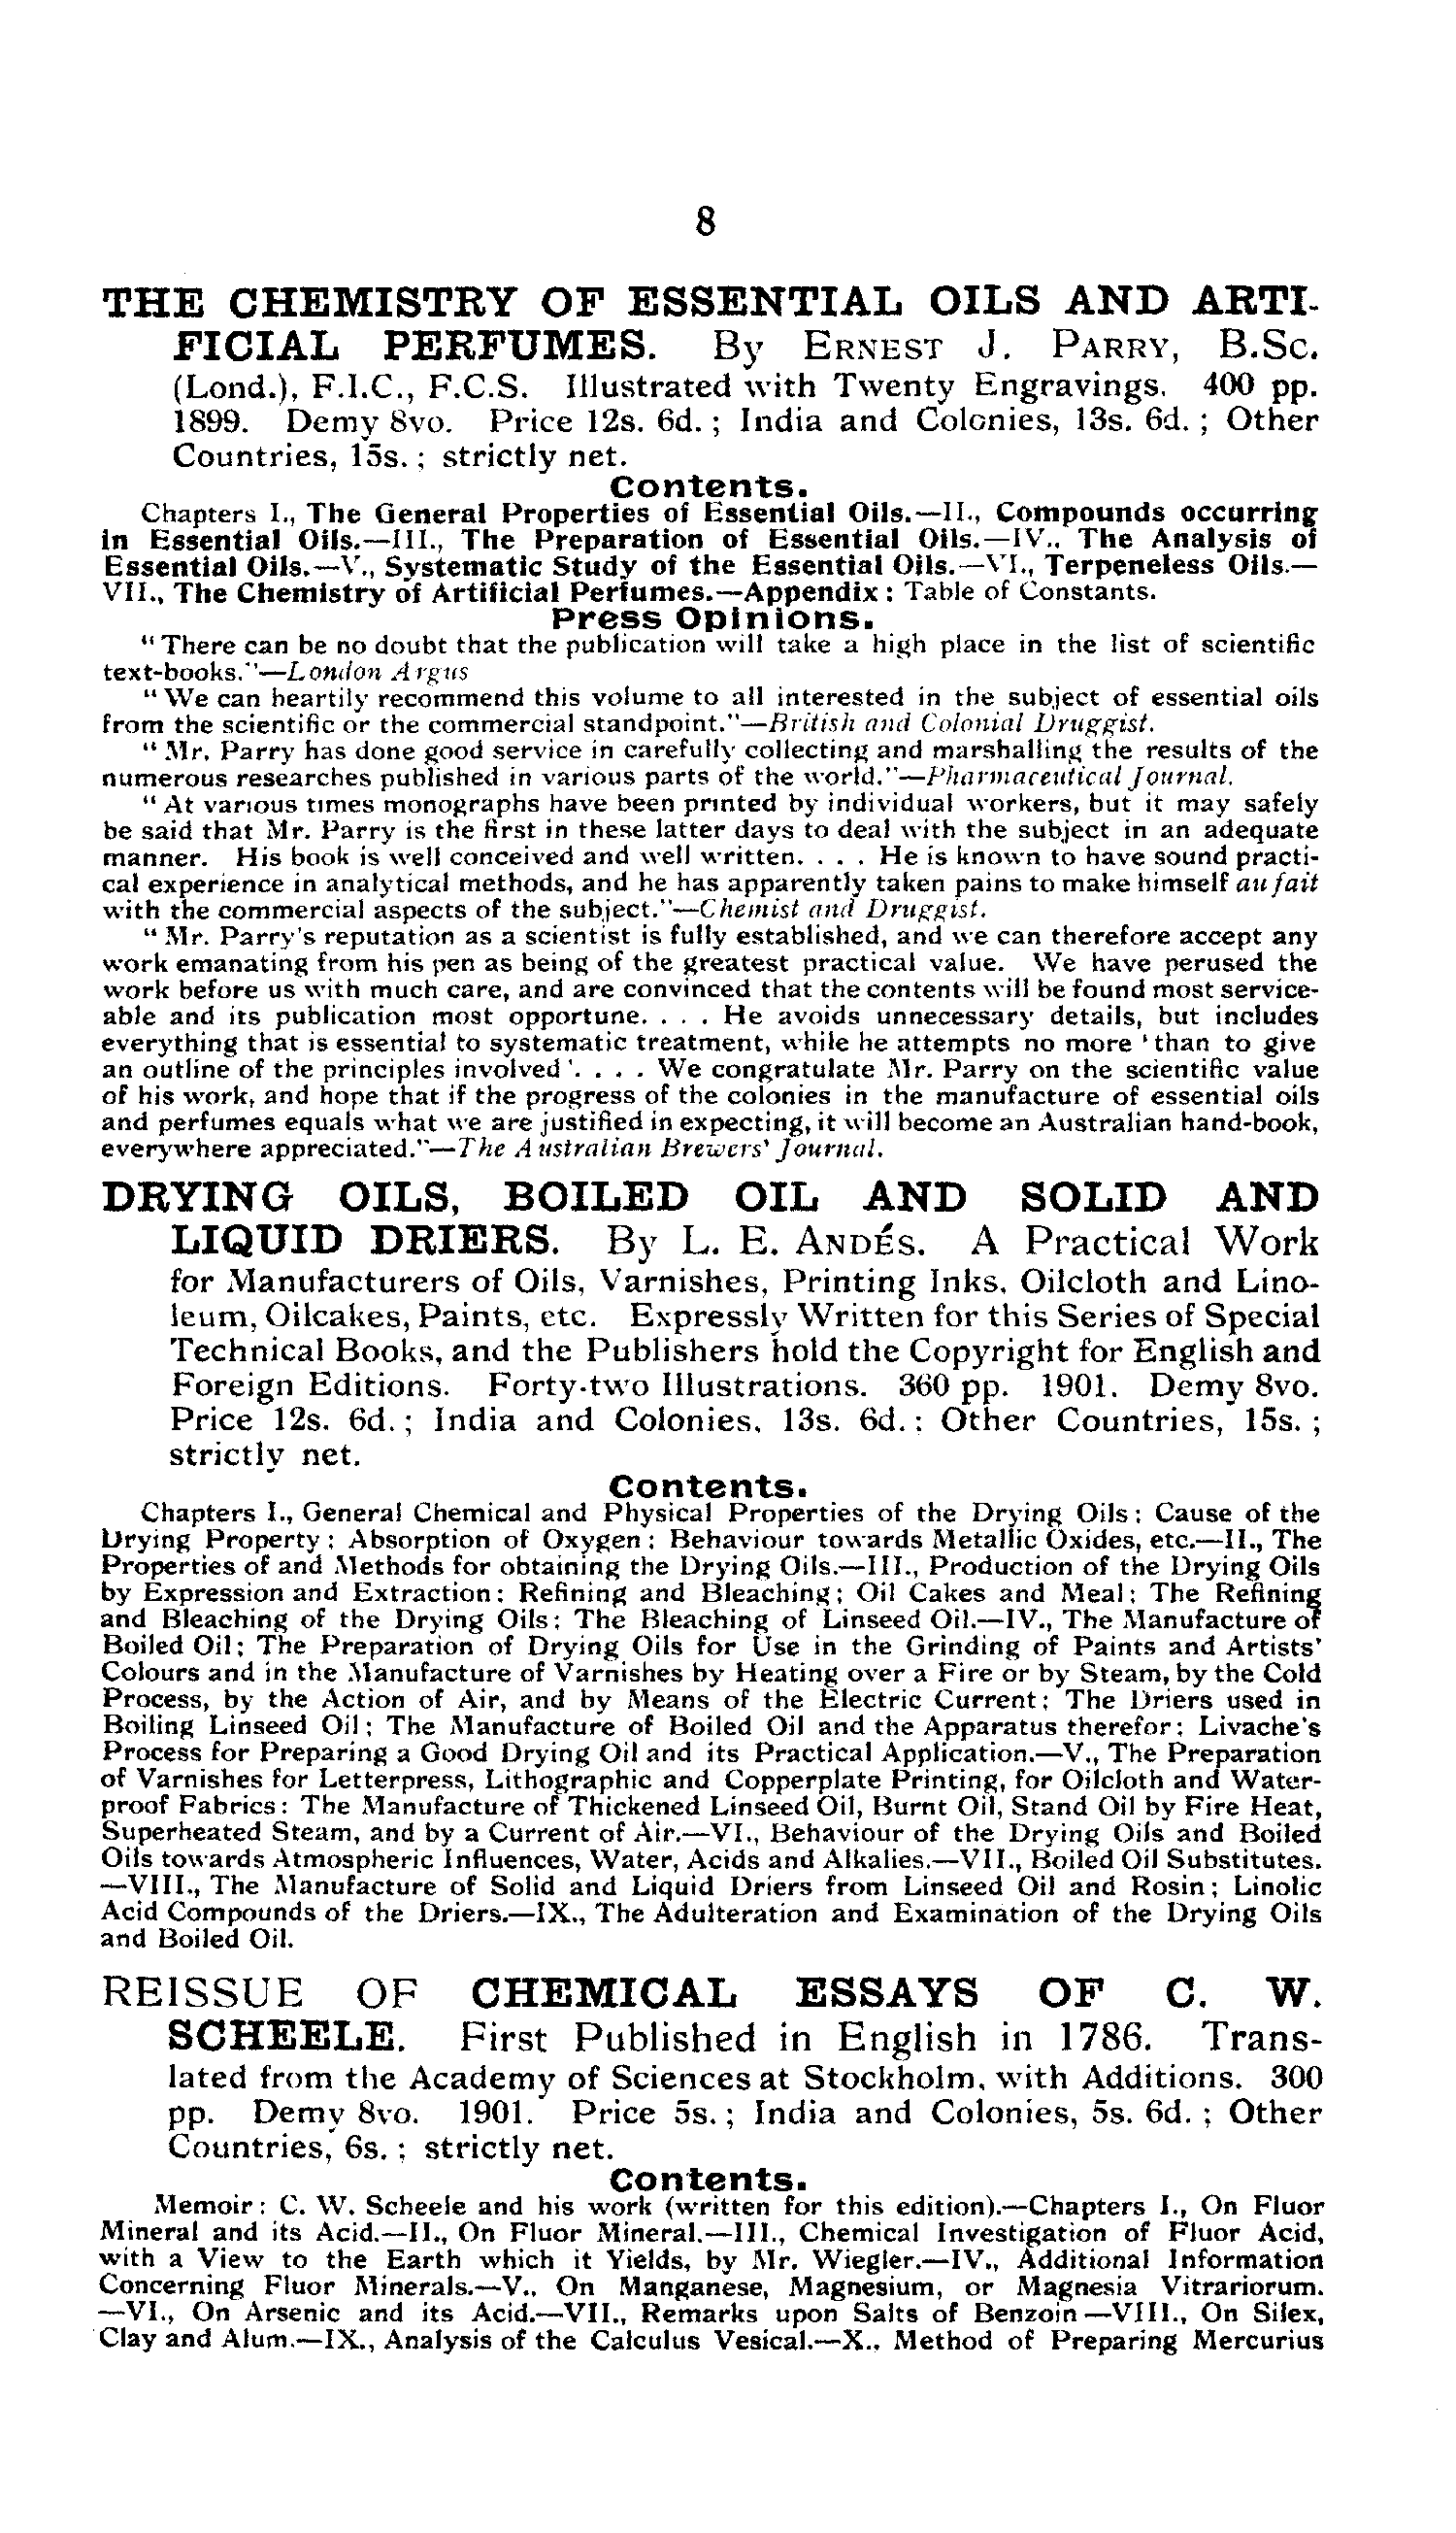 8
THE CHEMISTRY OF ESSENTIAL OILS AND ARTI-
FICIAL PERFUMES. By ERNEST J. PARRY, B.Sc.
(Lond.), F.I.C., F.C.S. Illustrated with Twenty Engravings. 400 pp.
1899. Demy 8vo. Price 12s. 6d. ; India and Colonies, 13s. 6d. ; Other
Countries, 15s. ; strictly net.
Contents.
Chapters I., The General Properties of Essential Oils.—II., Compounds occurring
in Essential Oils.—III., The Preparation of Essential Oils.—IV., The Analysis of
Essential Oils.—V., Systematic Study of the Essential Oils.—VI., Terpeneless Oils.—
VII., The Chemistry of Artificial Perfumes.—Appendix : Table of Constants.
Press Opinions.
"There can be no doubt that the publication will take a high place in the list of scientific
text-books."—London Argus
"We can heartily recommend this volume to all interested in the subject of essential oils
from the scientific or the commercial standpoint."—British and Colonial Druggist.
"Mr. Parry has done good service in carefully collecting and marshalling the results of the
numerous researches published in various parts of the world."—Pharmaceutical Journal.
"At various times monographs have been printed by individual workers, but it may safely
be said that Mr. Parry is the first in these latter days to deal with the subject in an adequate
manner. His book is well conceived and well written. . . . He is known to have sound practi-
cal experience in analytical methods, and he has apparently taken pains to make himself au fait
with the commercial aspects of the subject."—Chemist and Druggist.
"Mr. Parry's reputation as a scientist is fully established, and we can therefore accept any
work emanating from his pen as being of the greatest practical value. We have perused the
work before us with much care, and are convinced that the contents will be found most service-
able and its publication most opportune. . . . He avoids unnecessary details, but includes
everything that is essential to systematic treatment, while he attempts no more 'than to give
an outline of the principles involved'. . . . We congratulate Mr. Parry on the scientific value
of his work, and hope that if the progress of the colonies in the manufacture of essential oils
and perfumes equals what we are justified in expecting, it will become an Australian hand-book,
everywhere appreciated."—The Australian Brewers' Journal.
DRYING OILS, BOILED OIL AND SOLID AND
LIQUID DRIERS. By L. E. ANDÉS. A Practical Work
for Manufacturers of Oils, Varnishes, Printing Inks, Oilcloth and Lino-
leum, Oilcakes, Paints, etc. Expressly Written for this Series of Special
Technical Books, and the Publishers hold the Copyright for English and
Foreign Editions. Forty-two Illustrations. 360 pp. 1901. Demy 8vo.
Price 12s. 6d. ; India and Colonies, 13s. 6d. ; Other Countries, 15s. ;
strictly net.
Contents.
Chapters I., General Chemical and Physical Properties of the Drying Oils; Cause of the
Drying Property; Absorption of Oxygen; Behaviour towards Metallic Oxides, etc.—II., The
Properties of and Methods for obtaining the Drying Oils.—III., Production of the Drying Oils
by Expression and Extraction; Refining and Bleaching; Oil Cakes and Meal; The Refining
and Bleaching of the Drying Oils; The Bleaching of Linseed Oil.—IV., The Manufacture of
Boiled Oil; The Preparation of Drying Oils for Use in the Grinding of Paints and Artists'
Colours and in the Manufacture of Varnishes by Heating over a Fire or by Steam, by the Cold
Process, by the Action of Air, and by Means of the Electric Current; The Driers used in
Boiling Linseed Oil; The Manufacture of Boiled Oil and the Apparatus therefor; Livache's
Process for Preparing a Good Drying Oil and its Practical Application.—V., The Preparation
of Varnishes for Letterpress, Lithographic and Copperplate Printing, for Oilcloth and Water-
proof Fabrics: The Manufacture of Thickened Linseed Oil, Burnt Oil, Stand Oil by Fire Heat,
Superheated Steam, and by a Current of Air.—VI., Behaviour of the Drying Oils and Boiled
Oils towards Atmospheric Influences, Water, Acids and Alkalies.—VII., Boiled Oil Substitutes.
—VIII., The Manufacture of Solid and Liquid Driers from Linseed Oil and Rosin; Linolic
Acid Compounds of the Driers.—IX., The Adulteration and Examination of the Drying Oils
and Boiled Oil.
REISSUE OF CHEMICAL ESSAYS OF C. W.
SCHEELE. First Published in English in 1786. Trans-
lated from the Academy of Sciences at Stockholm, with Additions. 300
pp. Demy 8vo. 1901. Price 5s. ; India and Colonies, 5s. 6d. ; Other
Countries, 6s. ; strictly net.
Contents.
Memoir: C. W. Scheele and his work (written for this edition).—Chapters I., On Fluor
Mineral and its Acid.—II., On Fluor Mineral.—III., Chemical Investigation of Fluor Acid,
with a View to the Earth which it Yields, by Mr. Wiegler.—IV., Additional Information
Concerning Fluor Minerals.—V., On Manganese, Magnesium, or Magnesia Vitrariorum.
—VI., On Arsenic and its Acid.—VII., Remarks upon Salts of Benzoin—VIII., On Silex,
Clay and Alum.—IX., Analysis of the Calculus Vesical.—X., Method of Preparing Mercurius